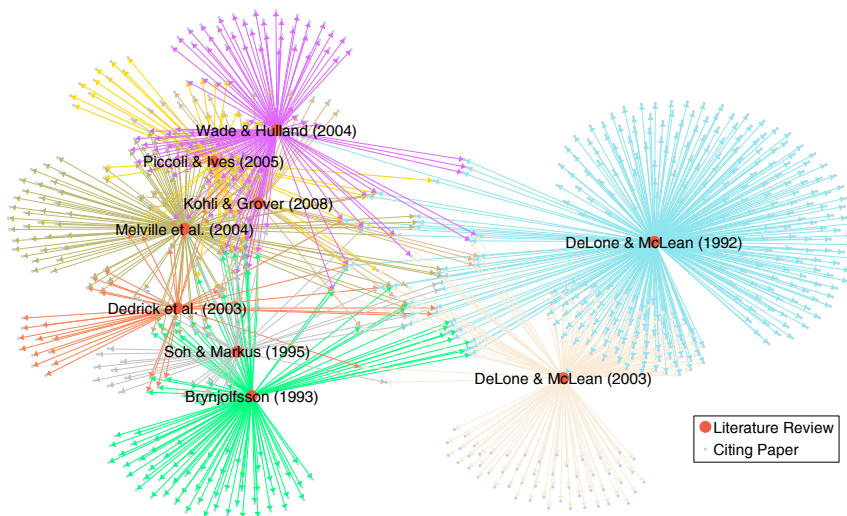 Wade & Hulland (2004)
Piccoli & Ives (2005)
Kohli & Grover (2008)
Melville et al. (2004)
DeLone & McLean (1992)
Dedrick et al. (2003)
Soh & Markus (1995)
DeLone & McLean (2003)
Brynjolfsson (1993)
Literature Review
Citing Paper